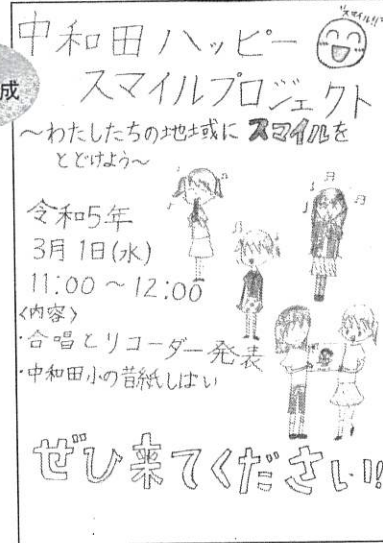 "スマイル!!"
中和田ハッピー
スマイルプロジェクト
成
～わたしたちの地域にスマイルを
とどけよう～
令和5年
3月1日(水)
11:00～12:00
<内容>
・合唱とリコーダー発表
・中和田小の昔紙しばい
ぜひ来てください!!